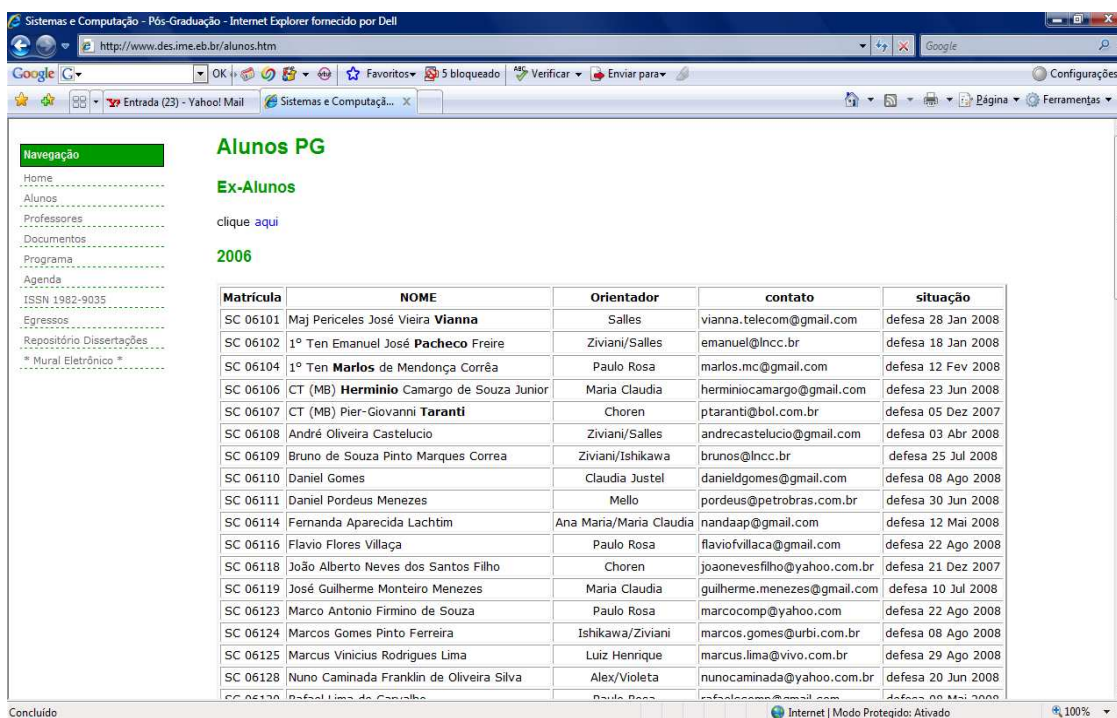 Sistemas e Computação - Pós-Graduação - Internet Explorer fornecido por Dell
http://www.des.ime.eb.br/alunos.htm
Google
Google G OK Favoritos 5 bloqueado Verificar Enviar para Configurações
Entrada (23) - Yahoo! Mail Sistemas e Computaçã... X Página Ferramentas
Navegação
Home
Alunos
Professores
Documentos
Programa
Agenda
ISSN 1982-9035
Egressos
Repositório Dissertações
* Mural Eletrônico *
Alunos PG
Ex-Alunos
clique aqui
2006
Matrícula NOME Orientador contato situação
SC 06101 Maj Periceles José Vieira Vianna Salles vianna.telecom@gmail.com defesa 28 Jan 2008
SC 06102 1º Ten Emanuel José Pacheco Freire Ziviani/Salles emanuel@lncc.br defesa 18 Jan 2008
SC 06104 1º Ten Marlos de Mendonça Corrêa Paulo Rosa marlos.mc@gmail.com defesa 12 Fev 2008
SC 06106 CT (MB) Herminio Camargo de Souza Junior Maria Claudia herminiocamargo@gmail.com defesa 23 Jun 2008
SC 06107 CT (MB) Pier-Giovanni Taranti Choren ptaranti@bol.com.br defesa 05 Dez 2007
SC 06108 André Oliveira Castelucio Ziviani/Salles andrecastelucio@gmail.com defesa 03 Abr 2008
SC 06109 Bruno de Souza Pinto Marques Correa Ziviani/Ishikawa brunos@lncc.br defesa 25 Jul 2008
SC 06110 Daniel Gomes Claudia Justel danieldgomes@gmail.com defesa 08 Ago 2008
SC 06111 Daniel Pordeus Menezes Mello pordeus@petrobras.com.br defesa 30 Jun 2008
SC 06114 Fernanda Aparecida Lachtim Ana Maria/Maria Claudia nandaap@gmail.com defesa 12 Mai 2008
SC 06116 Flavio Flores Villaça Paulo Rosa flaviofvillaca@gmail.com defesa 22 Ago 2008
SC 06118 João Alberto Neves dos Santos Filho Choren joaonevesfilho@yahoo.com.br defesa 21 Dez 2007
SC 06119 José Guilherme Monteiro Menezes Maria Claudia guilherme.menezes@gmail.com defesa 10 Jul 2008
SC 06123 Marco Antonio Firmino de Souza Paulo Rosa marcocomp@yahoo.com defesa 22 Ago 2008
SC 06124 Marcos Gomes Pinto Ferreira Ishikawa/Ziviani marcos.gomes@urbi.com.br defesa 08 Ago 2008
SC 06125 Marcus Vinicius Rodrigues Lima Luiz Henrique marcus.lima@vivo.com.br defesa 29 Ago 2008
SC 06128 Nuno Caminada Franklin de Oliveira Silva Alex/Violeta nunocaminada@yahoo.com.br defesa 20 Jun 2008
Rafael Lima de Carvalho Paulo Rosa
Concluído Internet | Modo Protegido: Ativado 100%